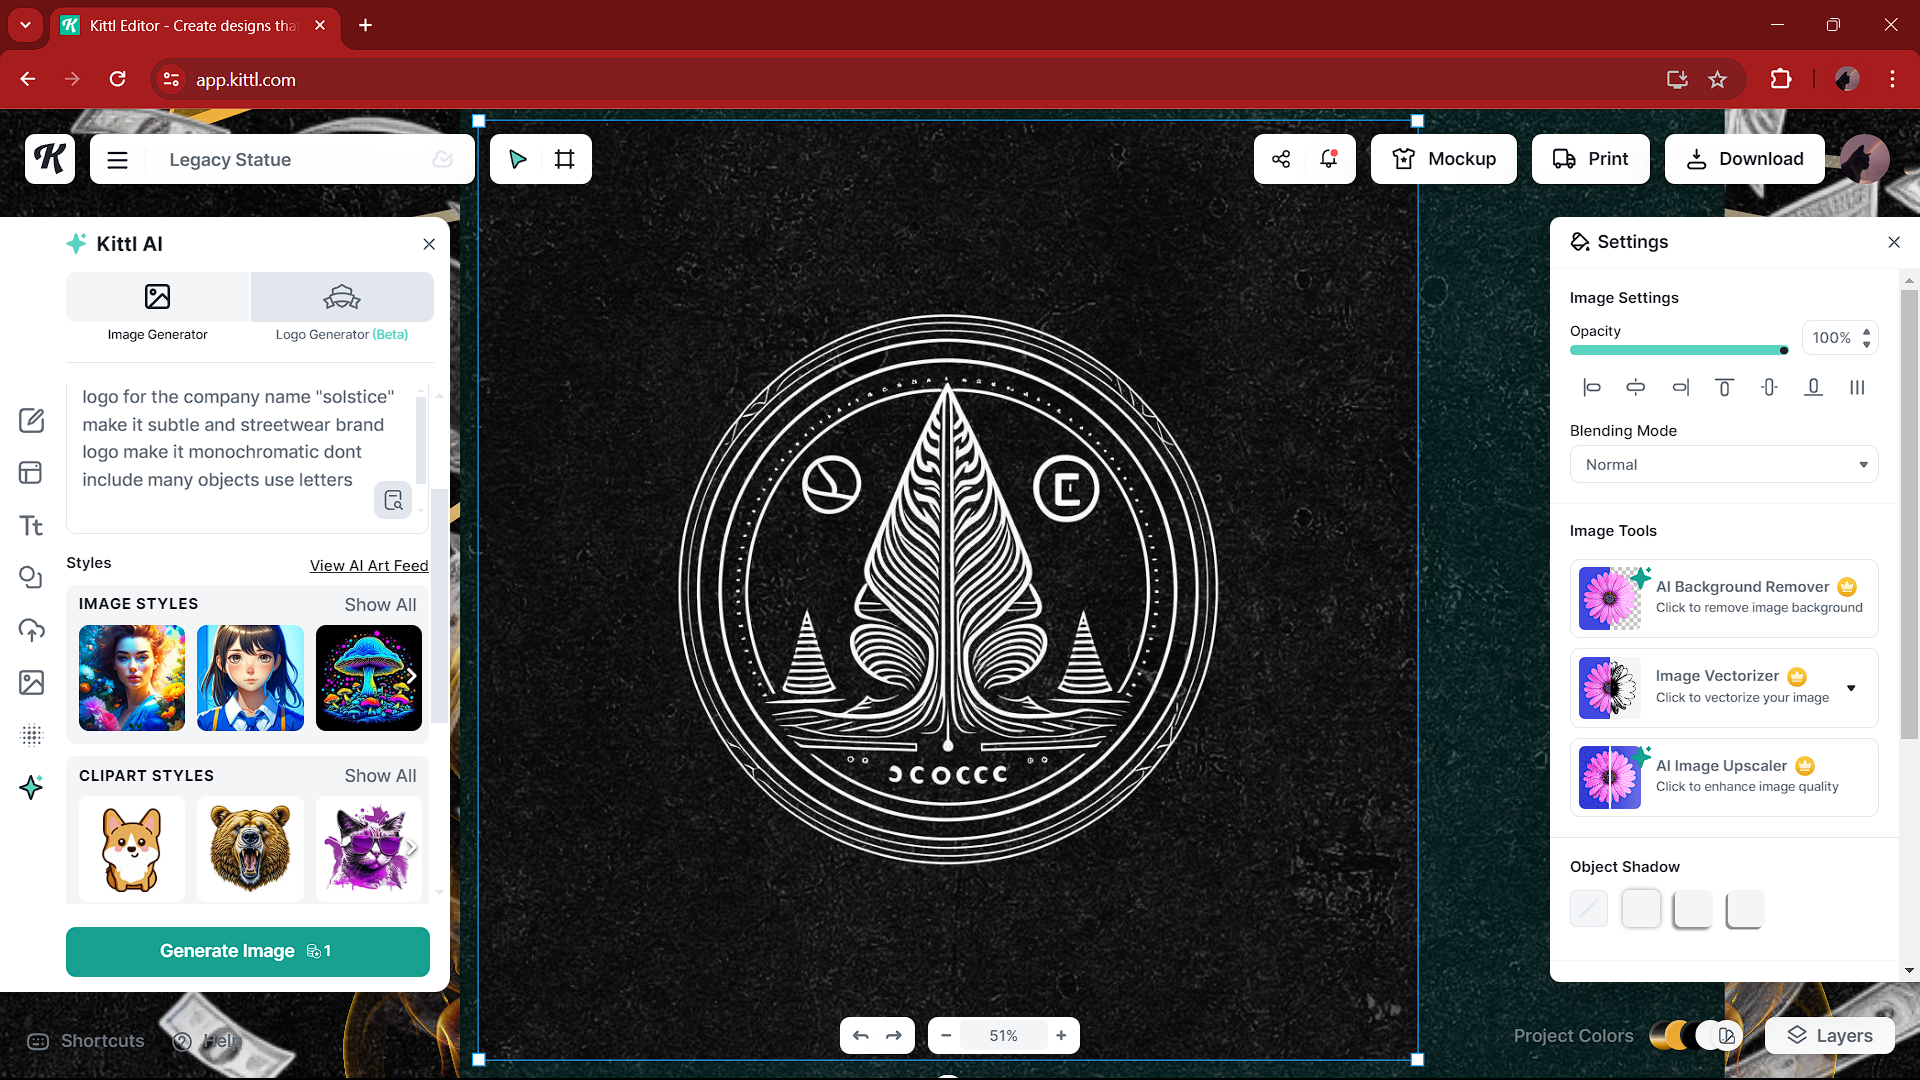 Kittl Editor - Create designs tha
app.kittl.com
Legacy Statue
Mockup
Print
Download
Kittl AI
Image Generator
Logo Generator (Beta)
logo for the company name "solstice"
make it subtle and streetwear brand
logo make it monochromatic dont
include many objects use letters
Styles
View AI Art Feed
IMAGE STYLES
Show All
CLIPART STYLES
Show All
Generate Image 1
Shortcuts
Help
51%
Settings
Image Settings
Opacity
100%
Blending Mode
Normal
Image Tools
AI Background Remover
Click to remove image background
Image Vectorizer
Click to vectorize your image
AI Image Upscaler
Click to enhance image quality
Object Shadow
Project Colors
Layers